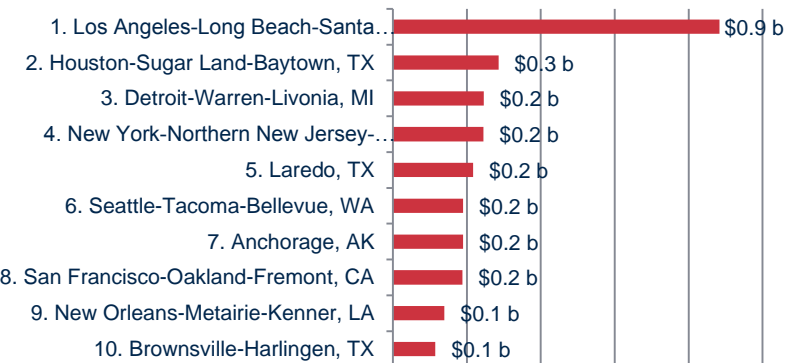 1. Los Angeles-Long Beach-Santa… $0.9 b
2. Houston-Sugar Land-Baytown, TX $0.3 b
3. Detroit-Warren-Livonia, MI $0.2 b
4. New York-Northern New Jersey-… $0.2 b
5. Laredo, TX $0.2 b
6. Seattle-Tacoma-Bellevue, WA $0.2 b
7. Anchorage, AK $0.2 b
8. San Francisco-Oakland-Fremont, CA $0.2 b
9. New Orleans-Metairie-Kenner, LA $0.1 b
10. Brownsville-Harlingen, TX $0.1 b